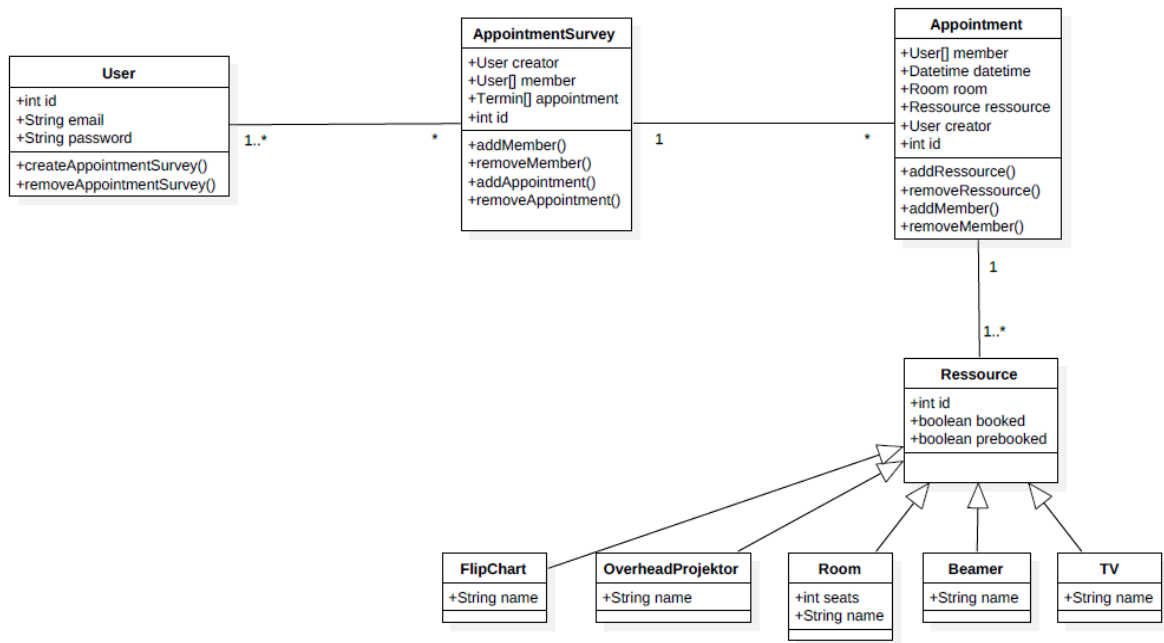 User
+int id
+String email
+String password
+createAppointmentSurvey()
+removeAppointmentSurvey()
1..*
*
AppointmentSurvey
+User creator
+User[] member
+Termin[] appointment
+int id
+addMember()
+removeMember()
+addAppointment()
+removeAppointment()
1
*
Appointment
+User[] member
+Datetime datetime
+Room room
+Ressource ressource
+User creator
+int id
+addRessource()
+removeRessource()
+addMember()
+removeMember()
1
1..*
Ressource
+int id
+boolean booked
+boolean prebooked
FlipChart
+String name
OverheadProjektor
+String name
Room
+int seats
+String name
Beamer
+String name
TV
+String name